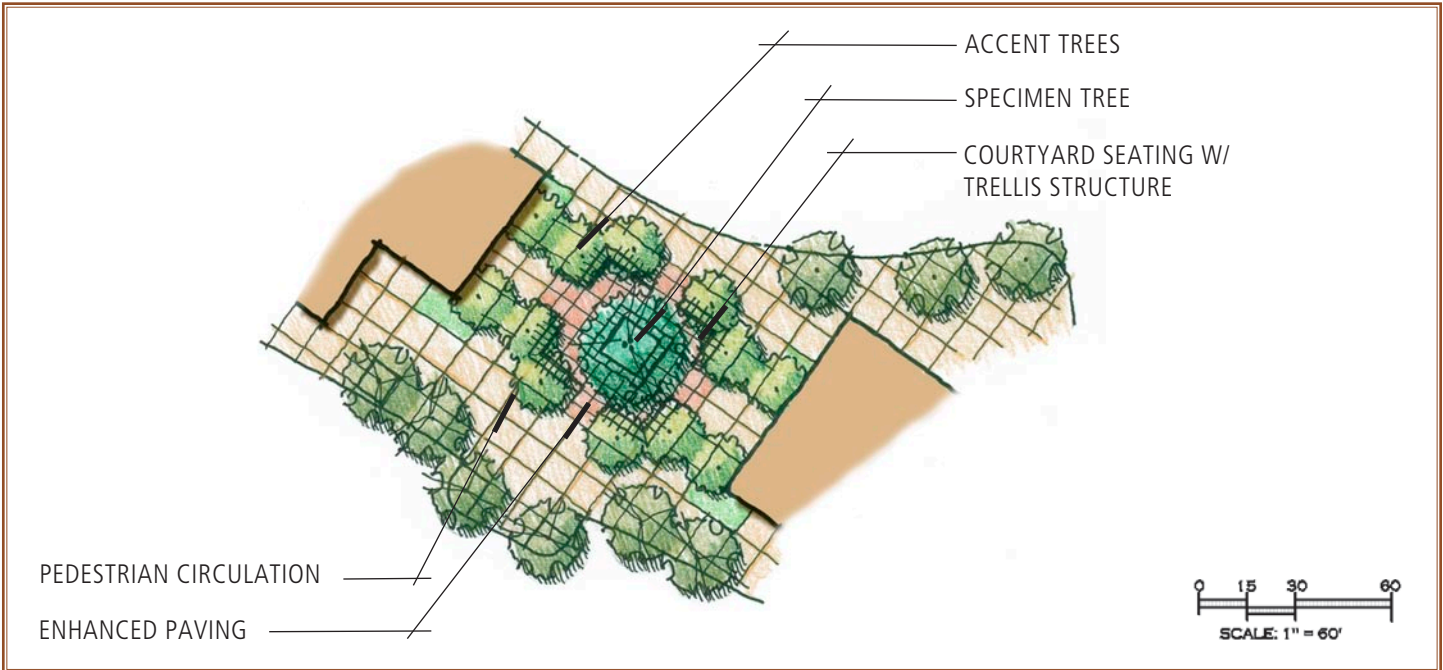 ACCENT TREES
SPECIMEN TREE
COURTYARD SEATING W/
TRELLIS STRUCTURE
PEDESTRIAN CIRCULATION
ENHANCED PAVING
0 15 30 60
SCALE: 1" = 60'